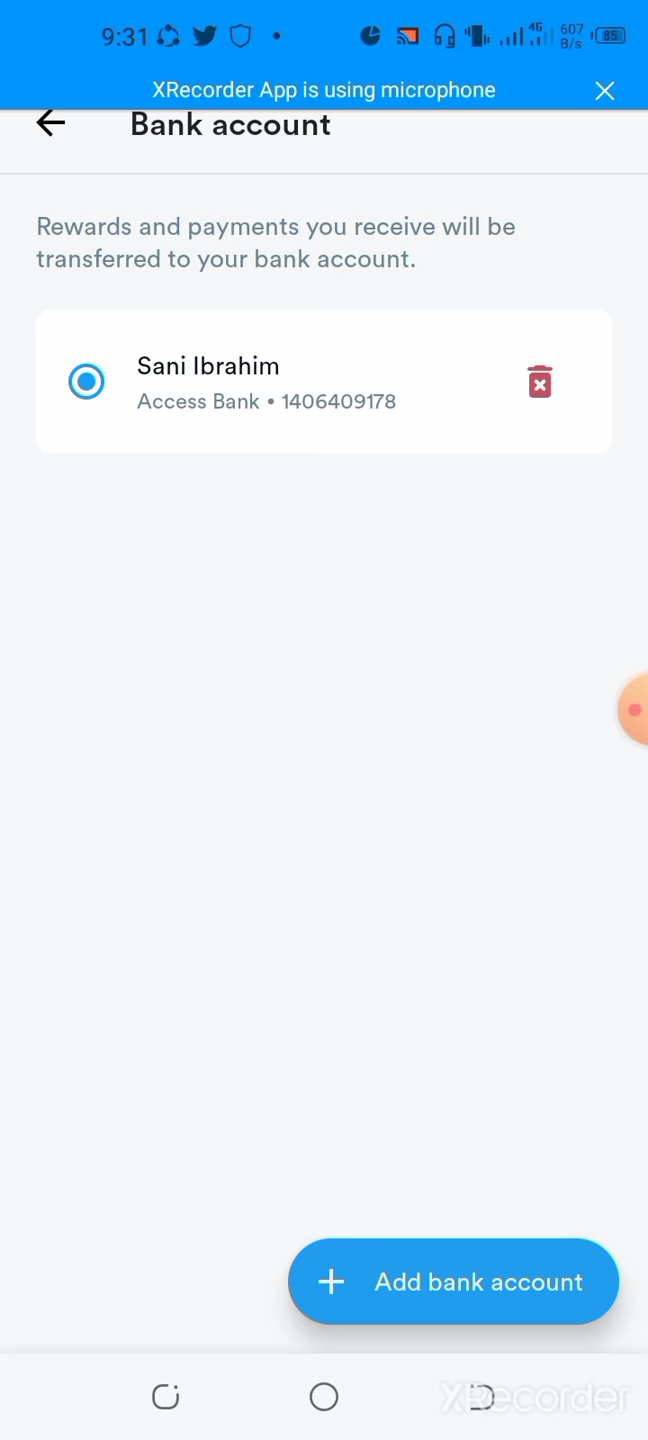 9:31 4G 607 B/s 85
XRecorder App is using microphone
Bank account
Rewards and payments you receive will be
transferred to your bank account.
Sani Ibrahim
Access Bank • 1406409178
Add bank account
XRecorder